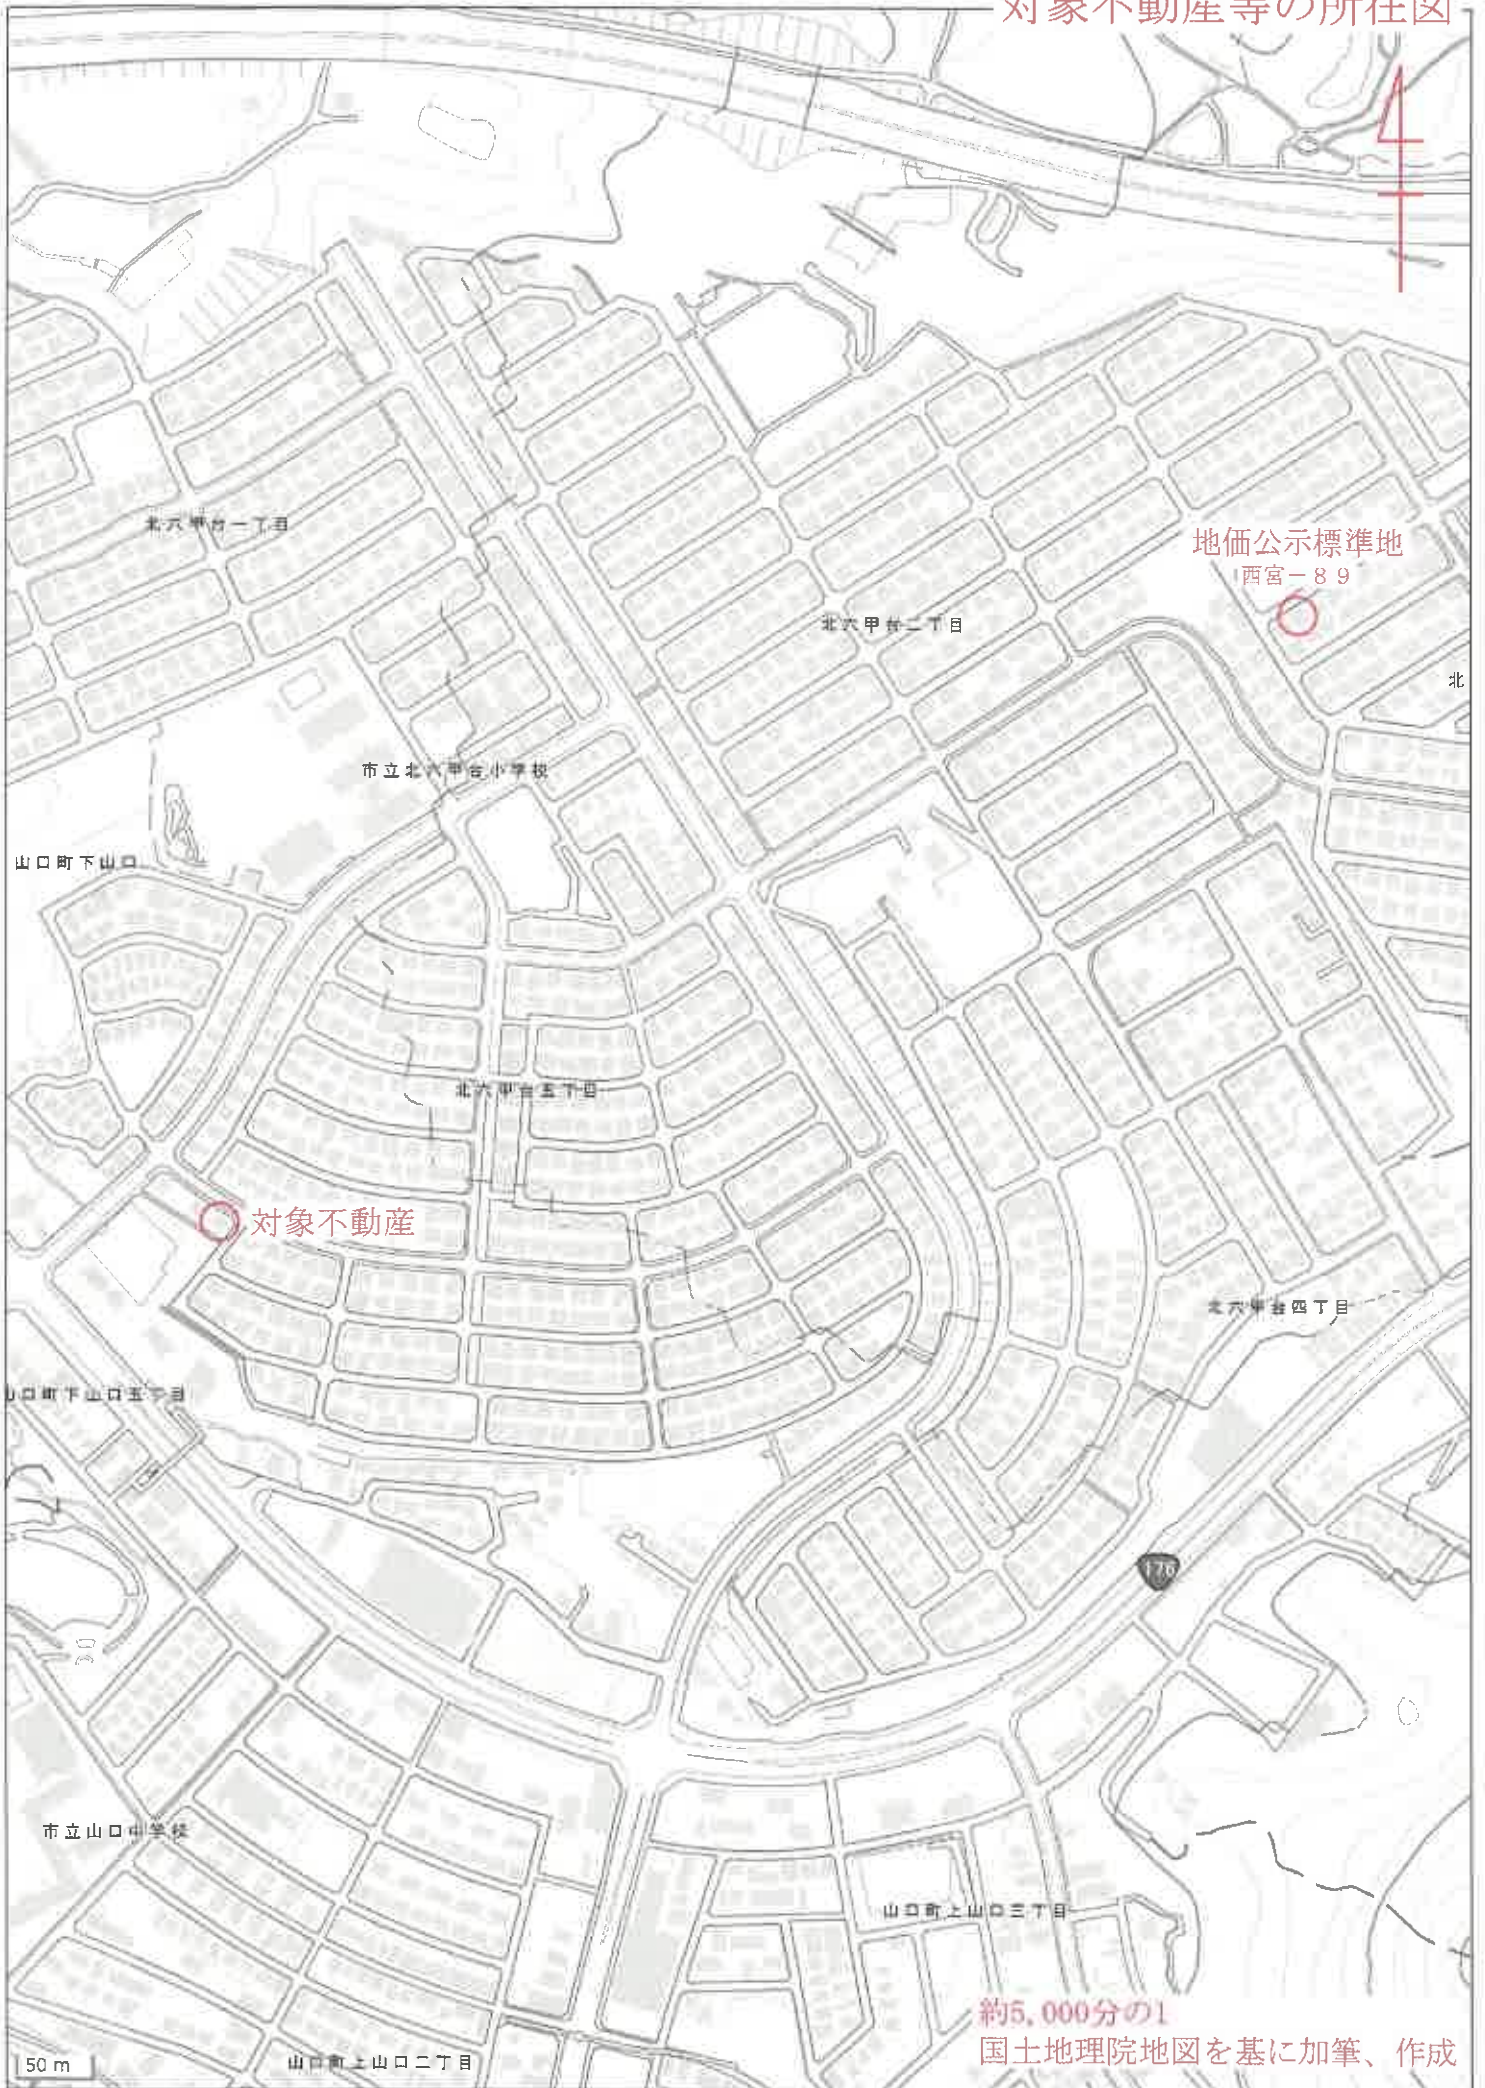 対象不動産等の所在図
北六甲台一丁目
地価公示標準地
西宮－８９
北六甲台二丁目
北
市立北六甲台小学校
山口町下山口
北六甲台五丁目
対象不動産
北六甲台四丁目
山口町下山口五丁目
176
市立山口中学校
山口町上山口三丁目
約5,000分の1
国土地理院地図を基に加筆、作成
50 m
山口町上山口二丁目